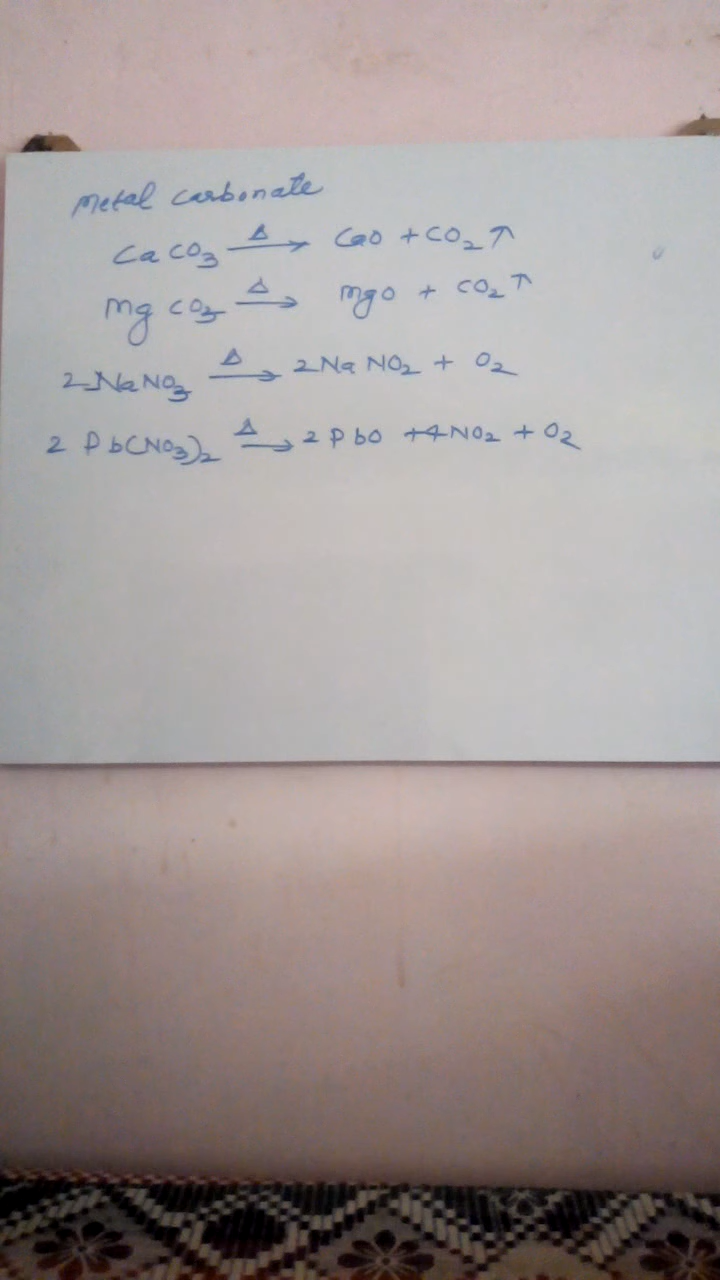 Metal carbonate
CaCO₃ —Δ→ CaO + CO₂ ↑
MgCO₃ —Δ→ MgO + CO₂ ↑
2NaNO₃ —Δ→ 2NaNO₂ + O₂
2Pb(NO₃)₂ —Δ→ 2PbO + 4NO₂ + O₂